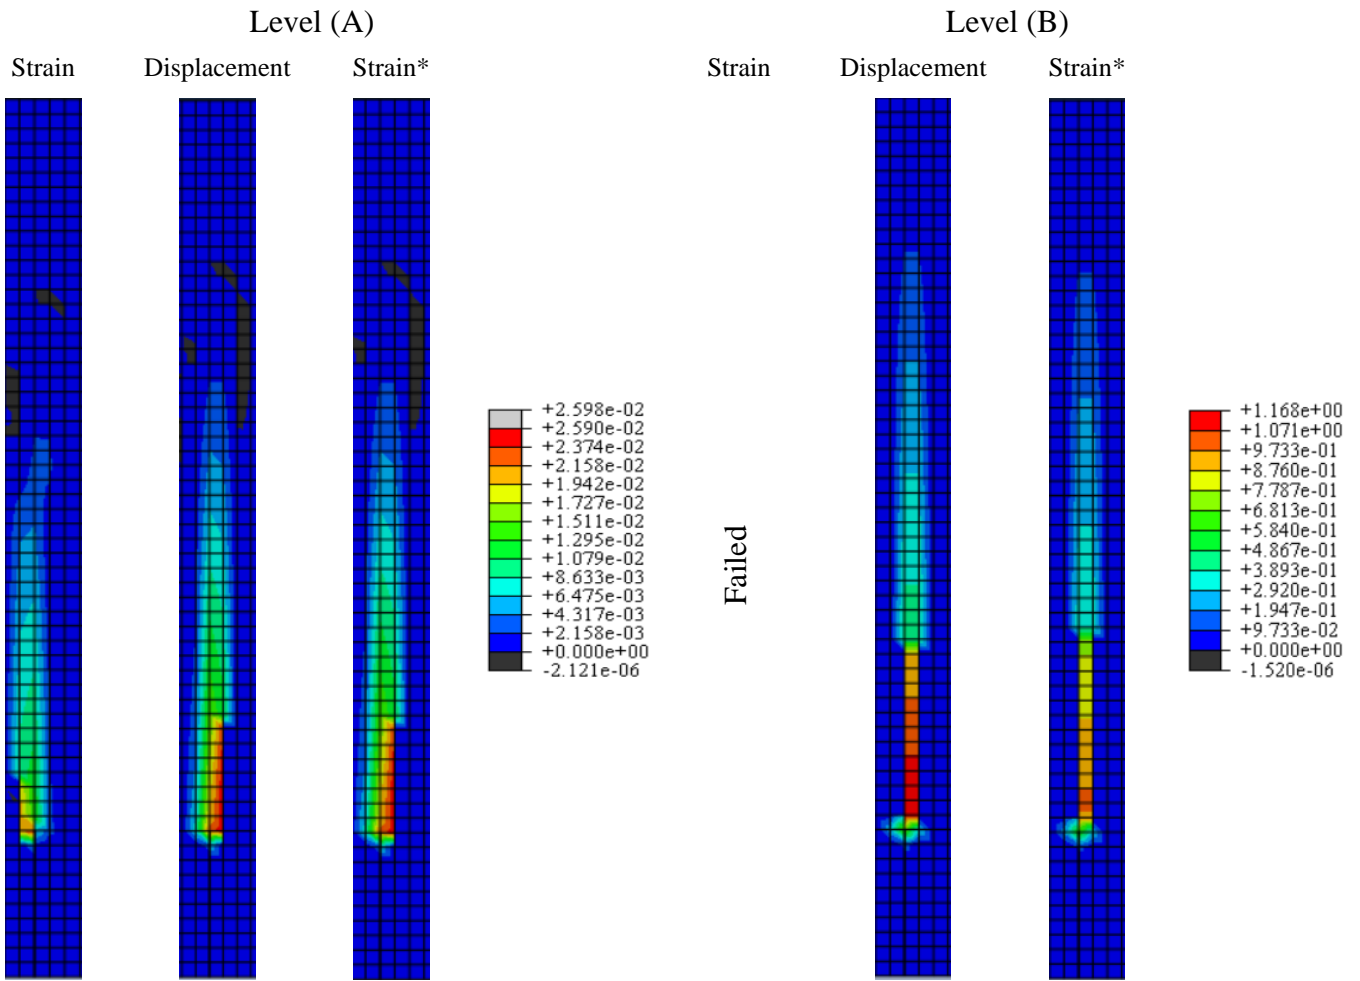 Level (A)
Level (B)
Strain
Displacement
Strain*
Strain
Displacement
Strain*
+2.598e-02
+2.590e-02
+2.374e-02
+2.158e-02
+1.942e-02
+1.727e-02
+1.511e-02
+1.295e-02
+1.079e-02
+8.633e-03
+6.475e-03
+4.317e-03
+2.158e-03
+0.000e+00
-2.121e-06
Failed
+1.168e+00
+1.071e+00
+9.733e-01
+8.760e-01
+7.787e-01
+6.813e-01
+5.840e-01
+4.867e-01
+3.893e-01
+2.920e-01
+1.947e-01
+9.733e-02
+0.000e+00
-1.520e-06